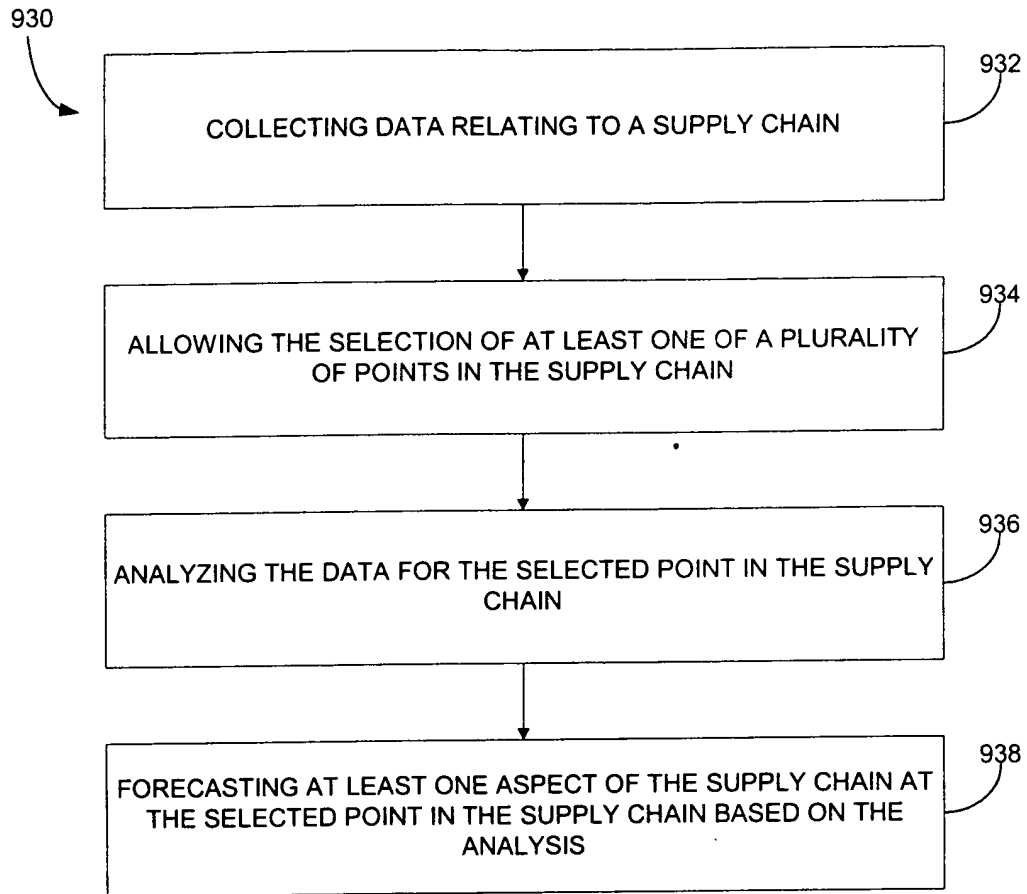 930
932
COLLECTING DATA RELATING TO A SUPPLY CHAIN
934
ALLOWING THE SELECTION OF AT LEAST ONE OF A PLURALITY
OF POINTS IN THE SUPPLY CHAIN
936
ANALYZING THE DATA FOR THE SELECTED POINT IN THE SUPPLY
CHAIN
938
FORECASTING AT LEAST ONE ASPECT OF THE SUPPLY CHAIN AT
THE SELECTED POINT IN THE SUPPLY CHAIN BASED ON THE
ANALYSIS